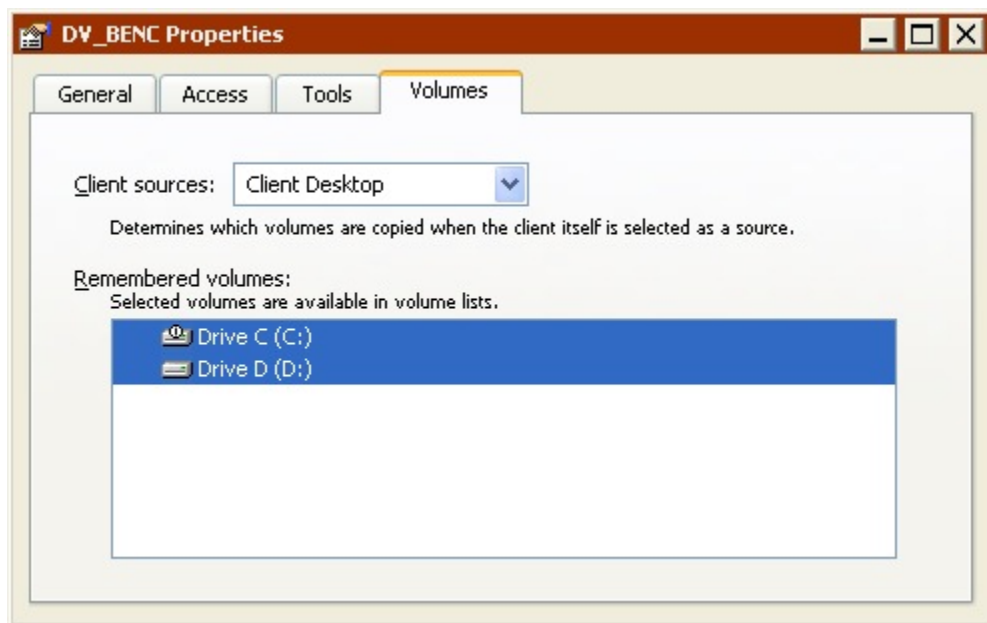 DV_BENC Properties
General Access Tools Volumes
Client sources: Client Desktop
Determines which volumes are copied when the client itself is selected as a source.
Remembered volumes:
Selected volumes are available in volume lists.
Drive C (C:)
Drive D (D:)